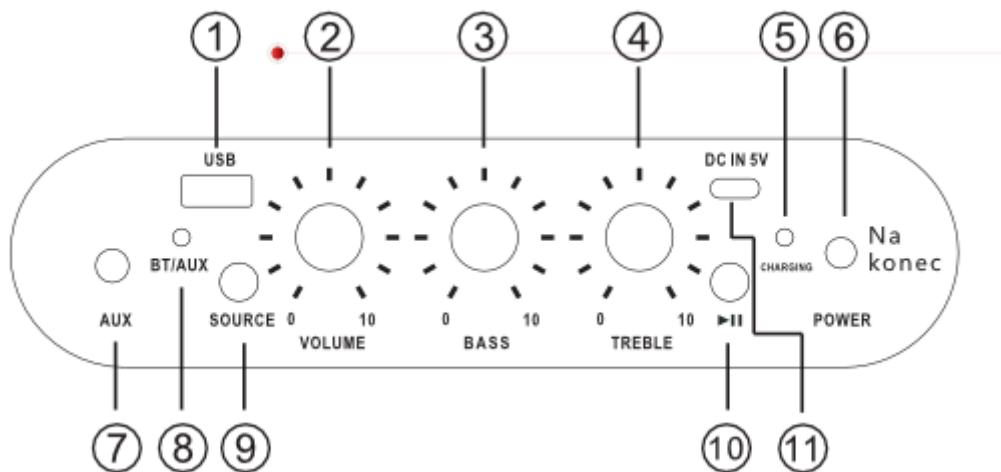 ① ② ③ ④ ⑤ ⑥
USB
DC IN 5V
BT/AUX
CHARGING
Na
konec
AUX
SOURCE
0 10
VOLUME
0 10
BASS
0 10
TREBLE
▶II
POWER
⑦ ⑧ ⑨ ⑩ ⑪